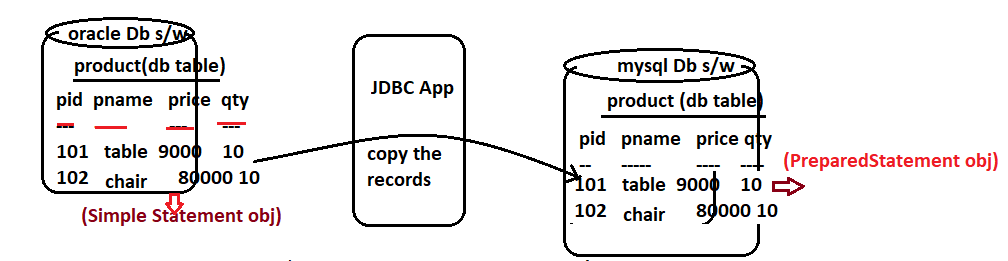 oracle Db s/w
product(db table)
pid pname price qty
--- --- ---
101 table 9000 10
102 chair 80000 10
(Simple Statement obj)
JDBC App
copy the
records
mysql Db s/w
product (db table)
pid pname price qty
-- ----- ---- ----
101 table 9000 10
102 chair 80000 10
(PreparedStatement obj)